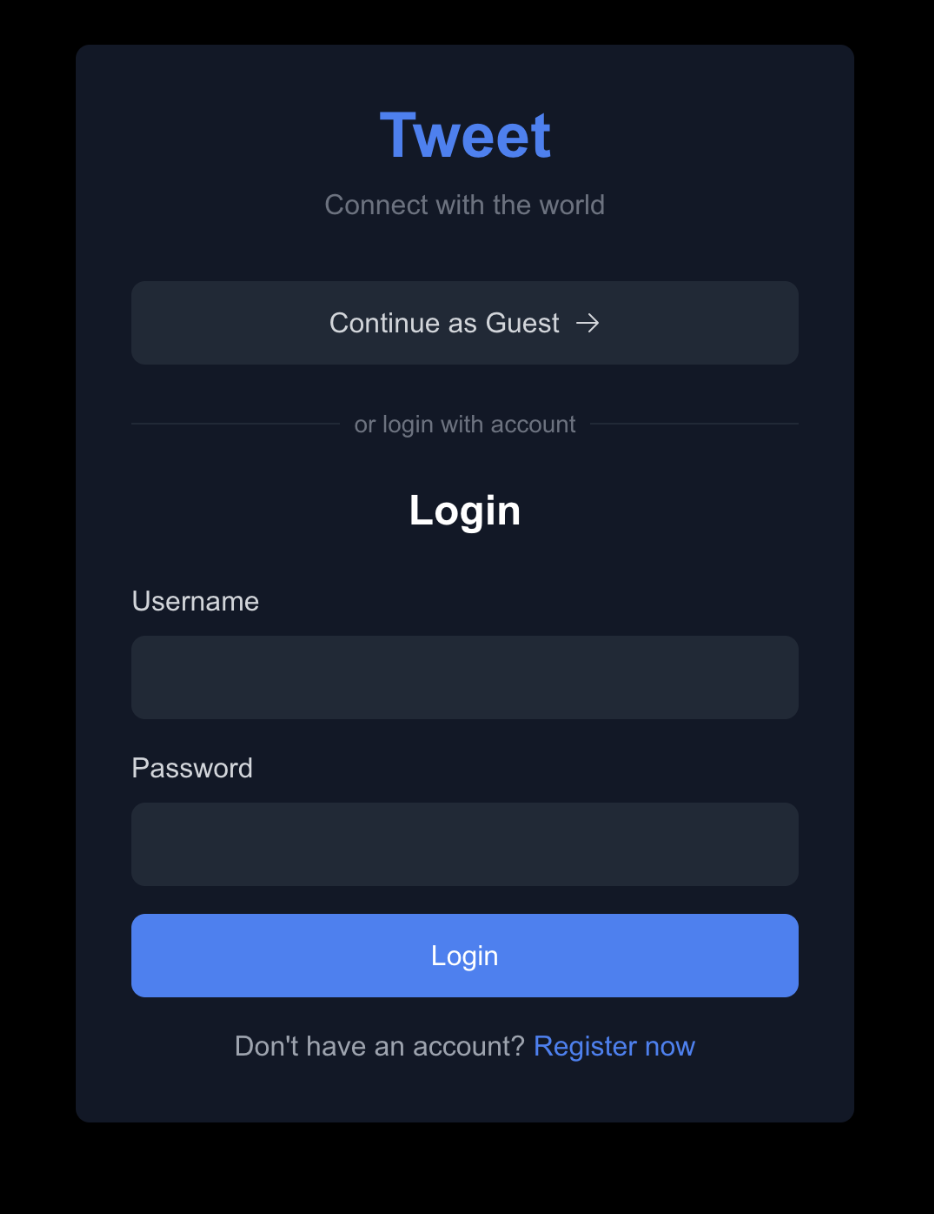 Tweet
Connect with the world
Continue as Guest →
or login with account
Login
Username
Password
Login
Don't have an account? Register now